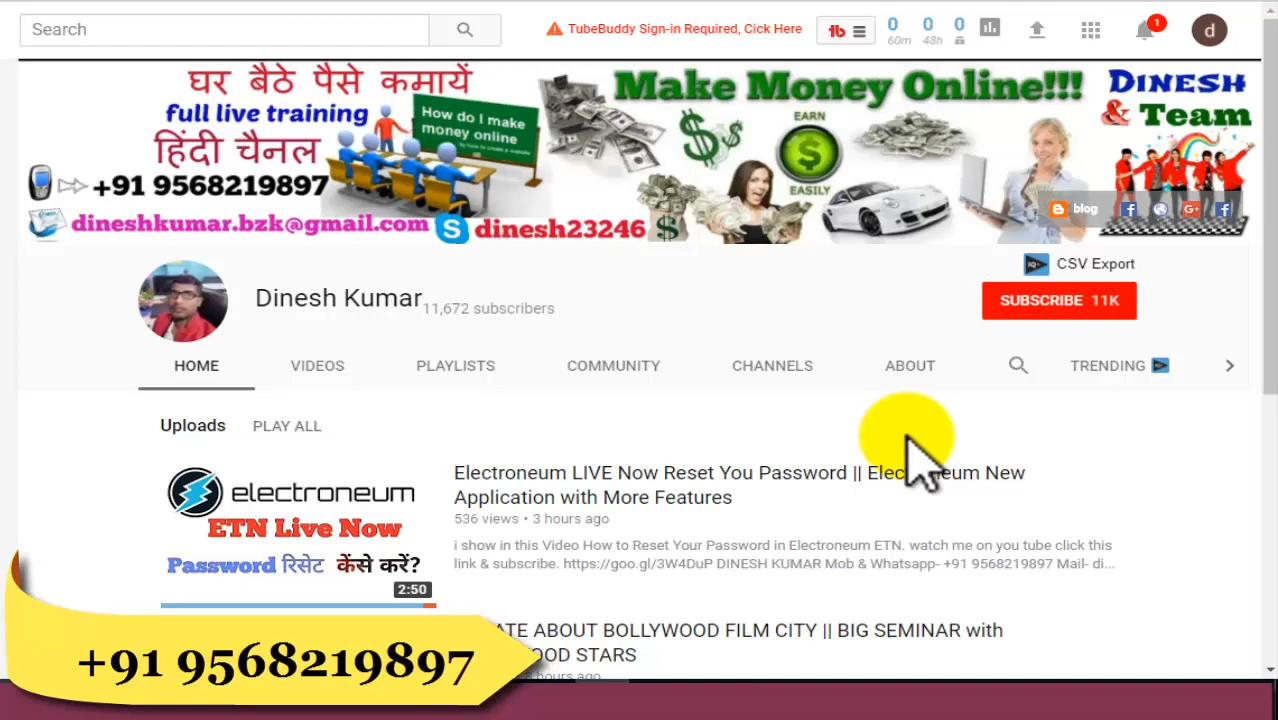 Search
TubeBuddy Sign-in Required, Click Here
tb
0 0 0
60m 48h
1
d
घर बैठे पैसे कमायें
full live training
हिंदी चैनल
+91 9568219897
dineshkumar.bzk@gmail.com
S dinesh23246
How do I make
money online
Make Money Online!!!
EARN
EASILY
DINESH
& Team
blog
CSV Export
Dinesh Kumar
11,672 subscribers
SUBSCRIBE 11K
HOME VIDEOS PLAYLISTS COMMUNITY CHANNELS ABOUT TRENDING
Uploads PLAY ALL
electroneum
ETN Live Now
Password रिसेट केंसे करें?
2:50
Electroneum LIVE Now Reset You Password || Electroneum New
Application with More Features
536 views • 3 hours ago
i show in this Video How to Reset Your Password in Electroneum ETN. watch me on you tube click this
link & subscribe. https://goo.gl/3W4DuP DINESH KUMAR Mob & Whatsapp- +91 9568219897 Mail- di...
ATE ABOUT BOLLYWOOD FILM CITY || BIG SEMINAR with
OOD STARS
hours ago
+91 9568219897